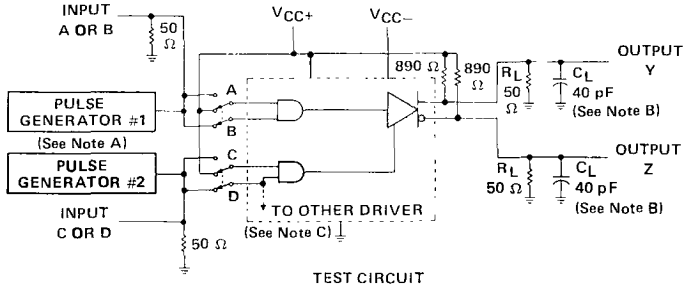 INPUT
A OR B
50
Ω
VCC+
VCC−
890 Ω
890
Ω
RL
50
Ω
CL
40 pF
(See Note B)
OUTPUT
Y
A
B
PULSE
GENERATOR #1
(See Note A)
PULSE
GENERATOR #2
C
D
INPUT
C OR D
50 Ω
TO OTHER DRIVER
(See Note C)
RL
50 Ω
CL
40 pF
(See Note B)
OUTPUT
Z
TEST CIRCUIT